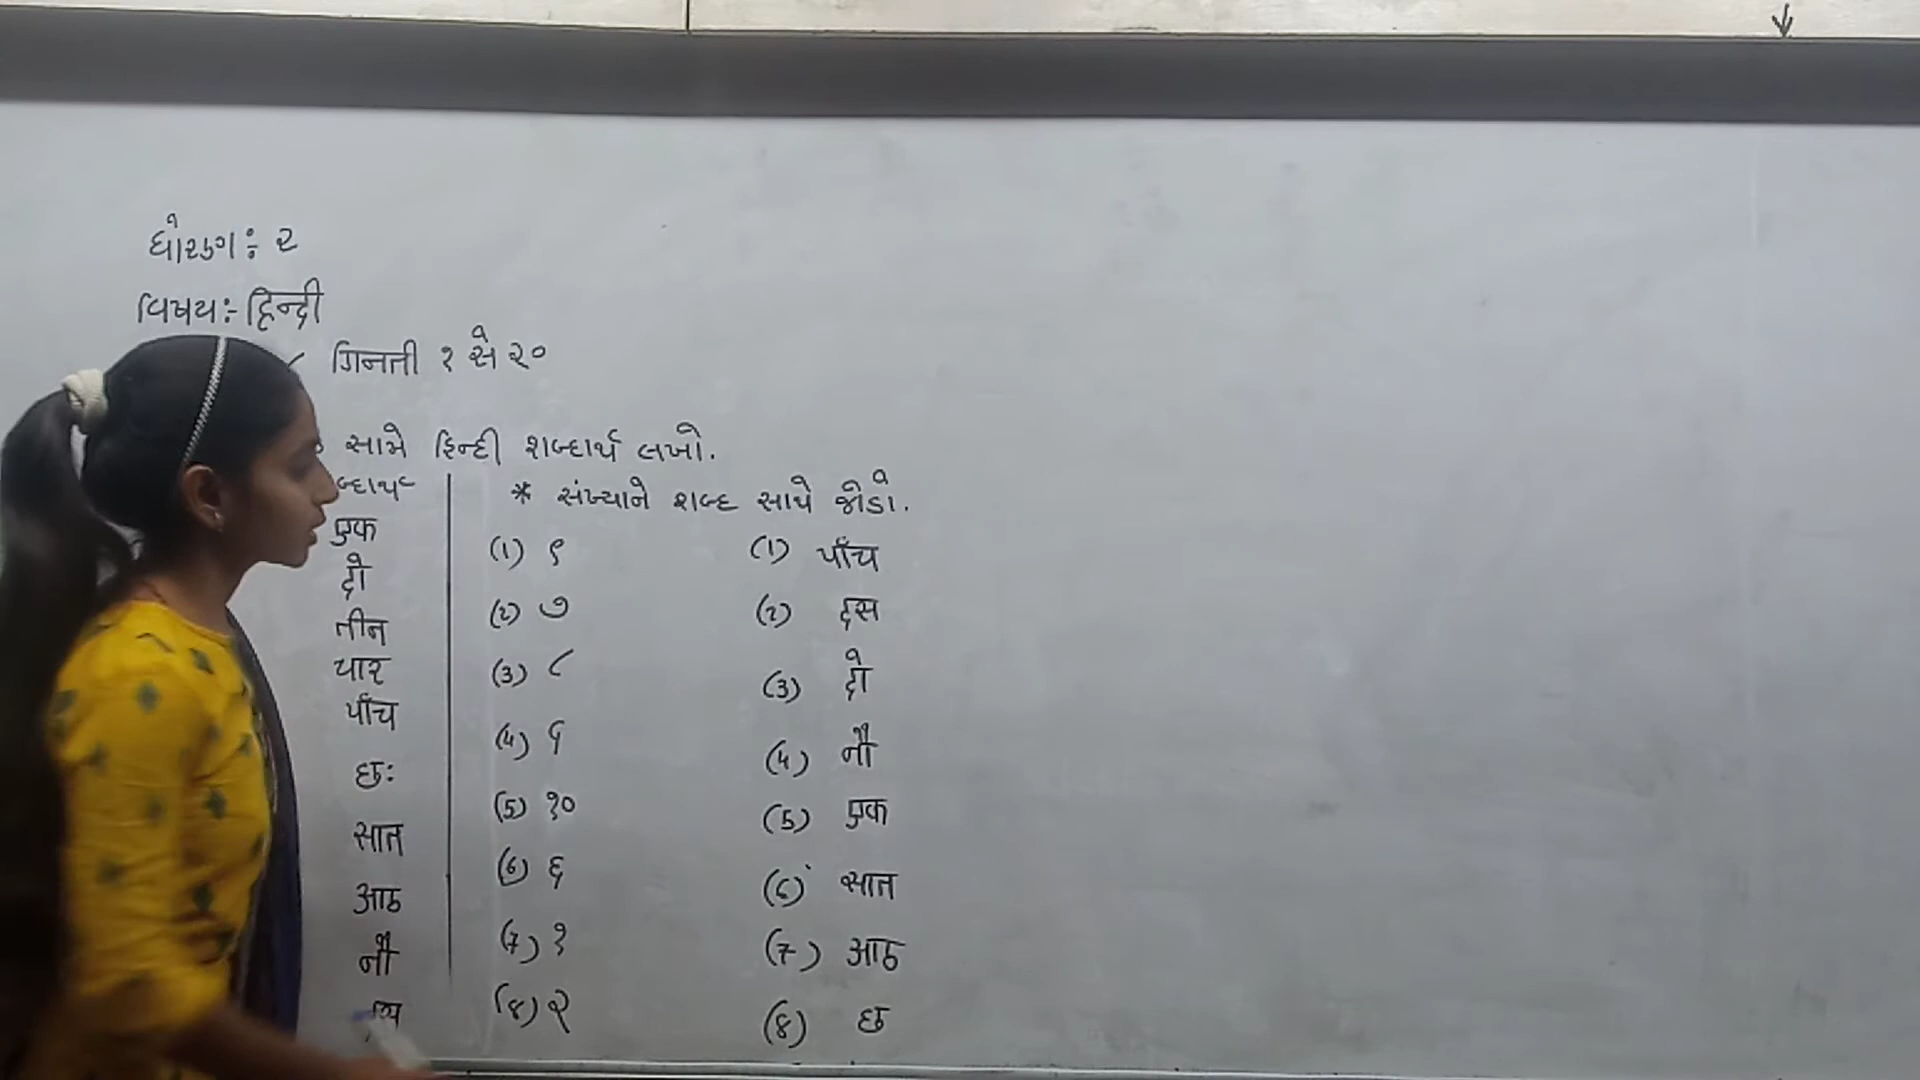 ધોરણ :- ૨
વિષય :- हिन्दी
गिनती १ से २०
સામે હિન્દી શબ્દાર્થ લખો.
एक
दो
तीन
चार
पाँच
छः
सात
आठ
नौ
* સંખ્યાને શબ્દ સાથે જોડો.
(1) ९ (1) पाँच
(2) ७ (2) दस
(3) ८ (3) दो
(4) ५ (4) नौ
(5) १० (5) एक
(6) ६ (6) सात
(7) १ (7) आठ
(8) २ (8) छ